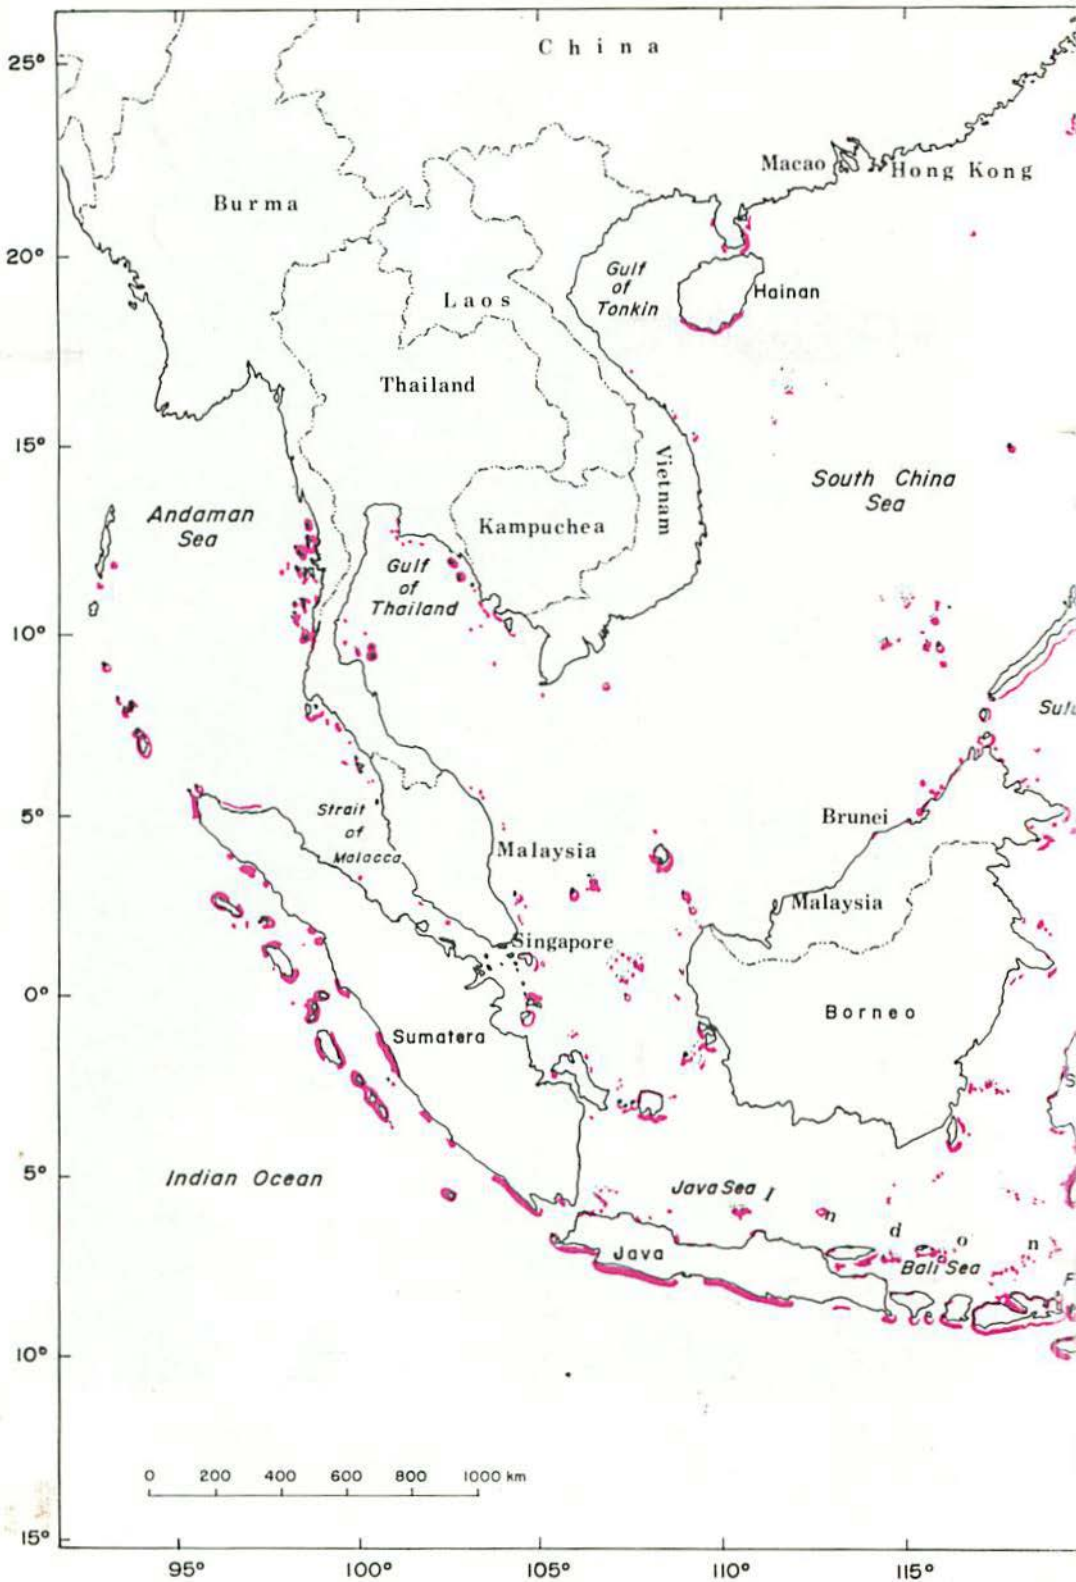 China
25°
Macao
Hong Kong
Burma
20°
Gulf
of
Tonkin
Hainan
Laos
Thailand
15°
Vietnam
South China
Sea
Andaman
Sea
Kampuchea
Gulf
of
Thailand
10°
Sulu
5°
Strait
of
Malacca
Brunei
Malaysia
Malaysia
Singapore
0°
Borneo
Sumatera
S
5°
Indian Ocean
Java Sea
I
n
d
o
n
e
Java
Bali Sea
F
10°
0 200 400 600 800 1000 km
15°
95° 100° 105° 110° 115°